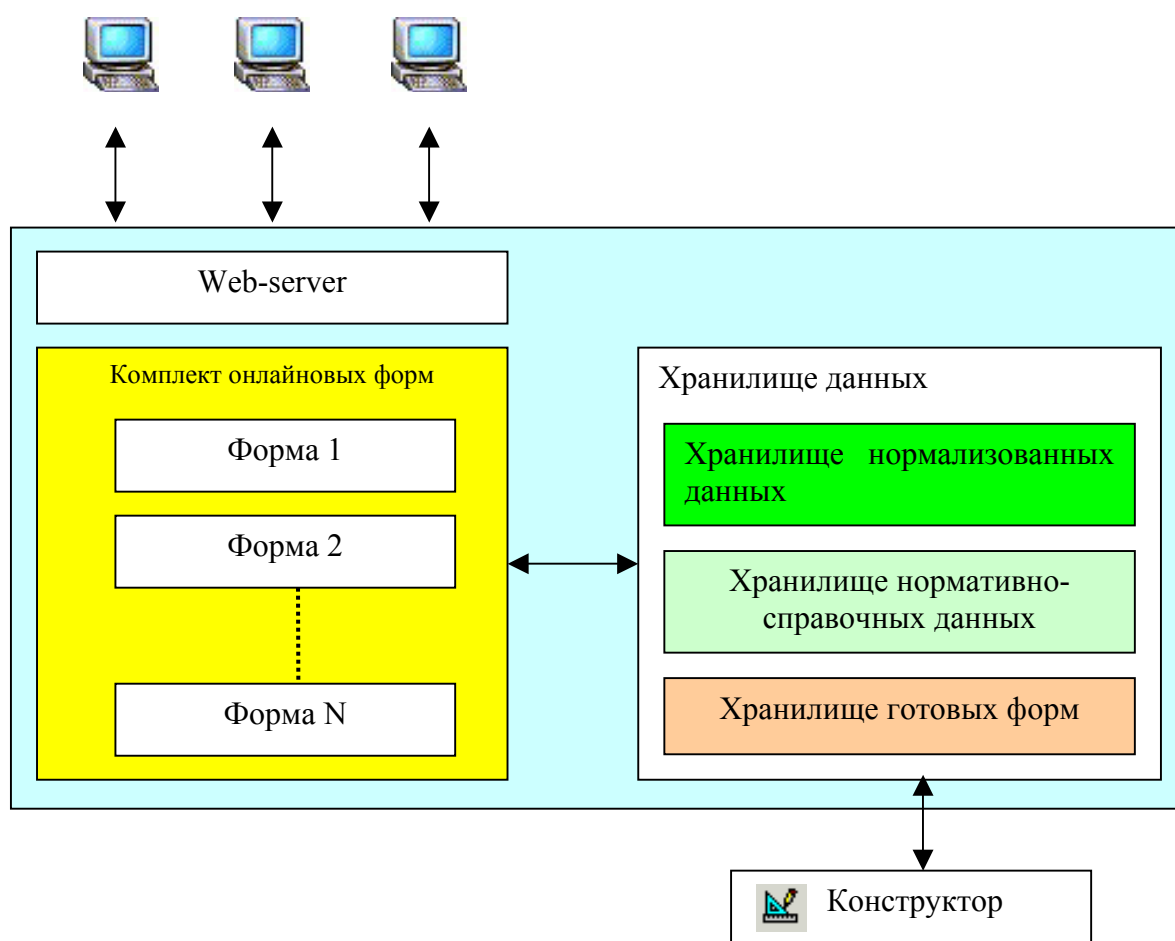 Web-server
Комплект онлайновых форм
Форма 1
Форма 2
Форма N
Хранилище данных
Хранилище нормализованных
данных
Хранилище нормативно-
справочных данных
Хранилище готовых форм
Конструктор